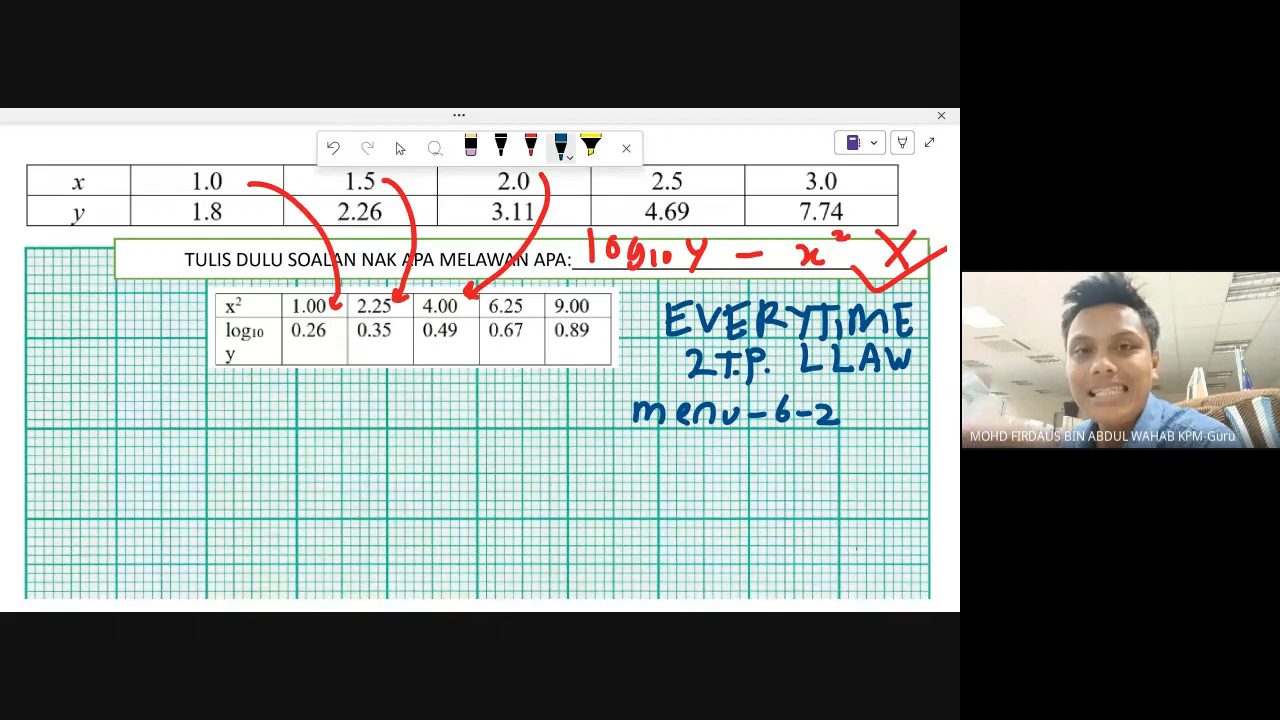 x 1.0 1.5 2.0 2.5 3.0
y 1.8 2.26 3.11 4.69 7.74
TULIS DULU SOALAN NAK APA MELAWAN APA: log10 y - x²
x² 1.00 2.25 4.00 6.25 9.00
log10 0.26 0.35 0.49 0.67 0.89
y
EVERYTIME
2 T.P. LLAW
menu-6-2
MOHD FIRDAUS BIN ABDUL WAHAB KPM-Guru